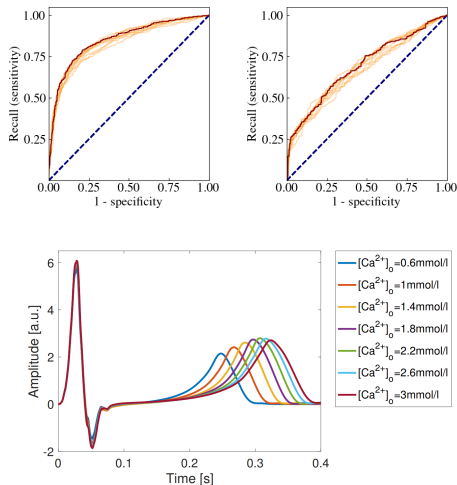 1.00
0.75
0.50
0.25
Recall (sensitivity)
0.00 0.25 0.50 0.75 1.00
1 - specificity
1.00
0.75
0.50
0.25
Recall (sensitivity)
0.00 0.25 0.50 0.75 1.00
1 - specificity
6
4
2
0
-2
Amplitude [a.u.]
0 0.1 0.2 0.3 0.4
Time [s]
[Ca2+]o=0.6mmol/l
[Ca2+]o=1mmol/l
[Ca2+]o=1.4mmol/l
[Ca2+]o=1.8mmol/l
[Ca2+]o=2.2mmol/l
[Ca2+]o=2.6mmol/l
[Ca2+]o=3mmol/l